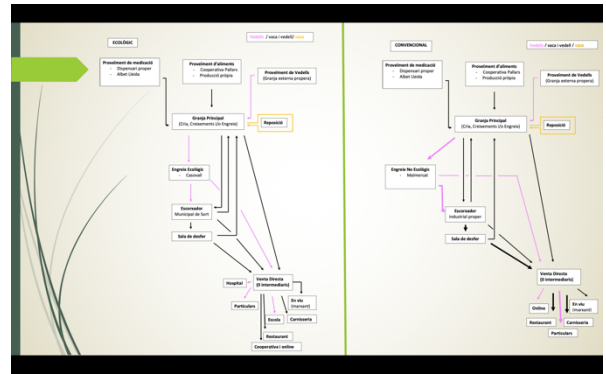 ECOLÒGIC
Vedells / vaca i vedell/ vaca
Proveïment de medicació
- Dispensari proper
- Albet Lleida
Proveïment d'aliments
- Cooperativa Pallars
- Producció pròpia
Proveïment de Vedells
(Granja externa propera)
Granja Principal
(Cria, Creixements i/o Engreix)
Reposició
Engreix Ecològic
- Casavall
Escorxador
Municipal de Sort
Sala de desfer
Hospital
Venta Directa
(0 intermediaris)
Particulars
En viu
(marxant)
Escola
Carnisseria
Restaurant
Cooperativa i online
CONVENCIONAL
Vedells / vaca i vedell / vaca
Proveïment de medicació
- Dispensari proper
- Albet Lleida
Proveïment d'aliments
- Cooperativa Pallars
- Producció pròpia
Proveïment de Vedells
(Granja externa propera)
Granja Principal
(Cria, Creixements i/o Engreix)
Reposició
Engreix No Ecològic
- Malmercat
Escorxador
Industrial proper
Sala de desfer
Venta Directa
(0 intermediaris)
Online
En viu
(marxant)
Restaurant
Carnisseria
Particulars